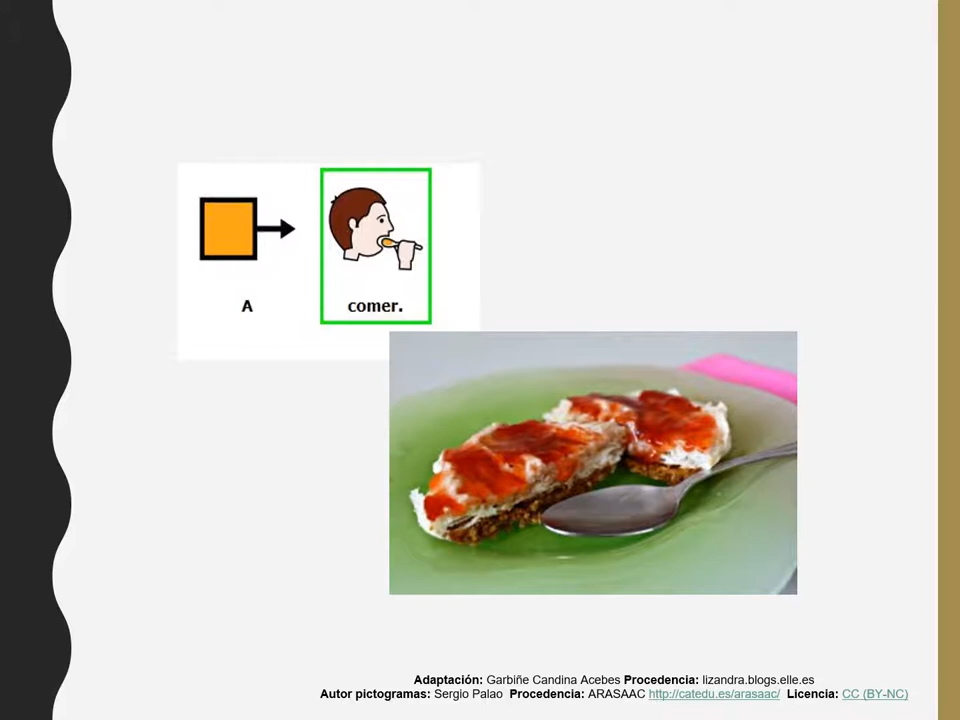 A
comer.
Adaptación: Garbiñe Candina Acebes Procedencia: lizandra.blogs.elle.es
Autor pictogramas: Sergio Palao Procedencia: ARASAAC http://catedu.es/arasaac/ Licencia: CC (BY-NC)